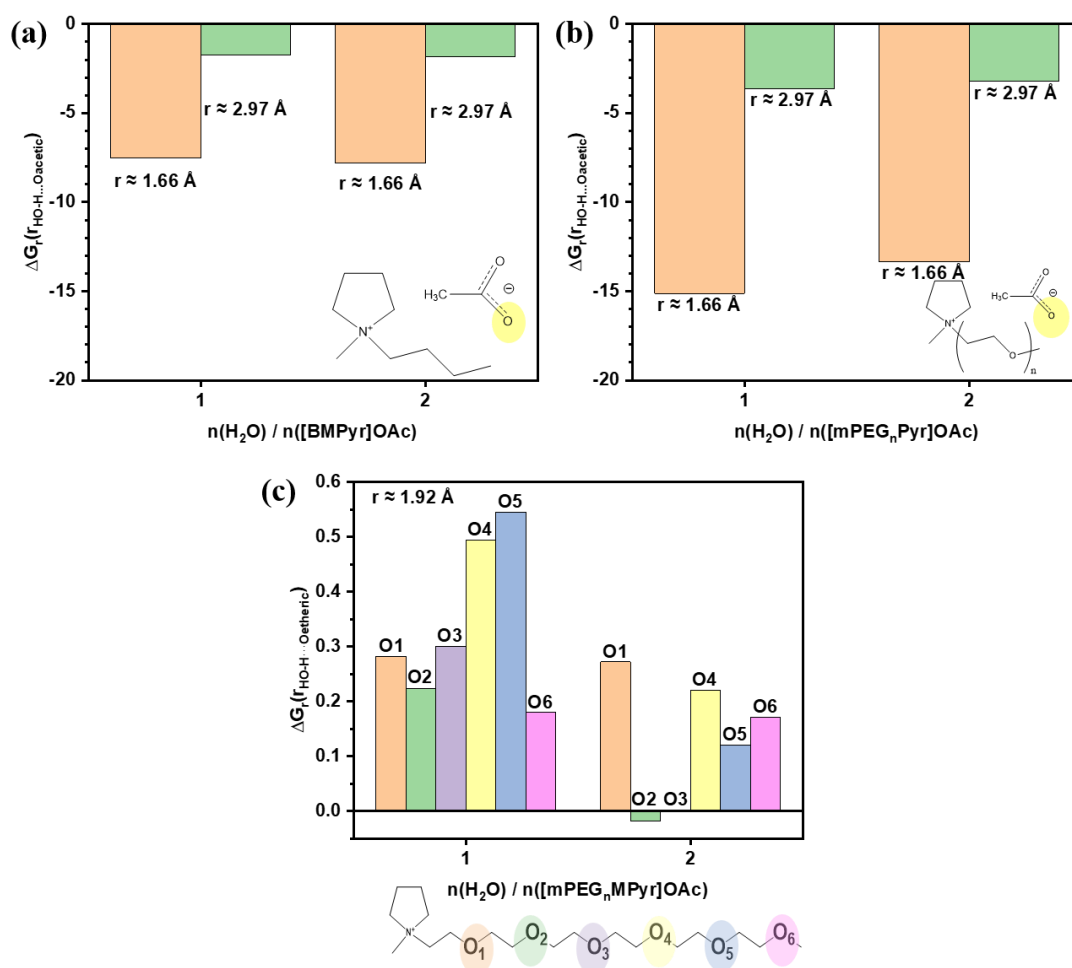 (a)
0
-5
-10
-15
-20
ΔGᵣ(r_HO-H...Oacetic)
r ≈ 2.97 Å
r ≈ 2.97 Å
r ≈ 1.66 Å
r ≈ 1.66 Å
O
H₃C
⊖
O
N⁺
1
2
n(H₂O) / n([BMPyr]OAc)
(b)
0
-5
-10
-15
-20
ΔGᵣ(r_HO-H...Oacetic)
r ≈ 2.97 Å
r ≈ 2.97 Å
r ≈ 1.66 Å
r ≈ 1.66 Å
O
H₃C
⊖
O
N⁺
O
n
1
2
n(H₂O) / n([mPEGₙPyr]OAc)
(c)
r ≈ 1.92 Å
0.6
0.5
0.4
0.3
0.2
0.1
0.0
ΔGᵣ(r_HO-H...Oetheric)
O1
O2
O3
O4
O5
O6
O1
O2
O3
O4
O5
O6
1
2
n(H₂O) / n([mPEGₙMPyr]OAc)
N⁺
O₁ O₂ O₃ O₄ O₅ O₆